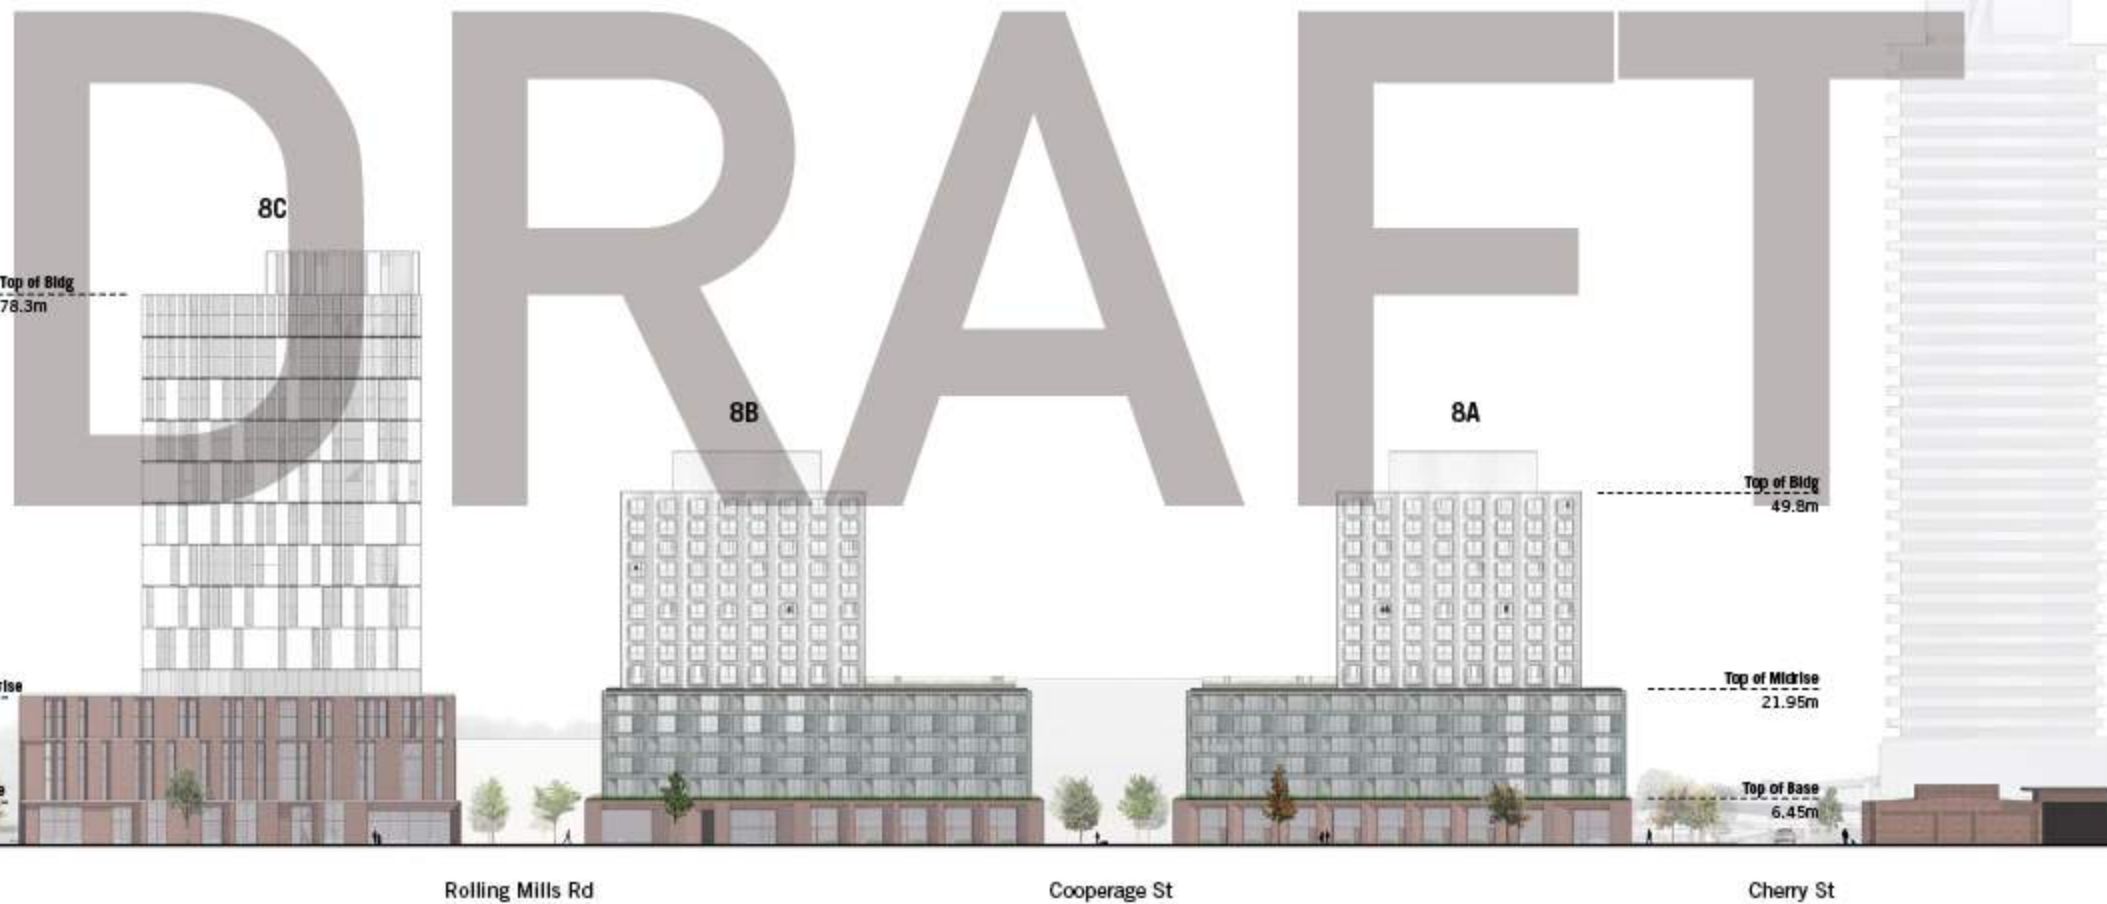 DRAFT
8C
Top of Bldg
78.3m
8B
8A
Top of Bldg
49.8m
rise
Top of Midrise
21.95m
e
Top of Base
6.45m
Rolling Mills Rd
Cooperage St
Cherry St